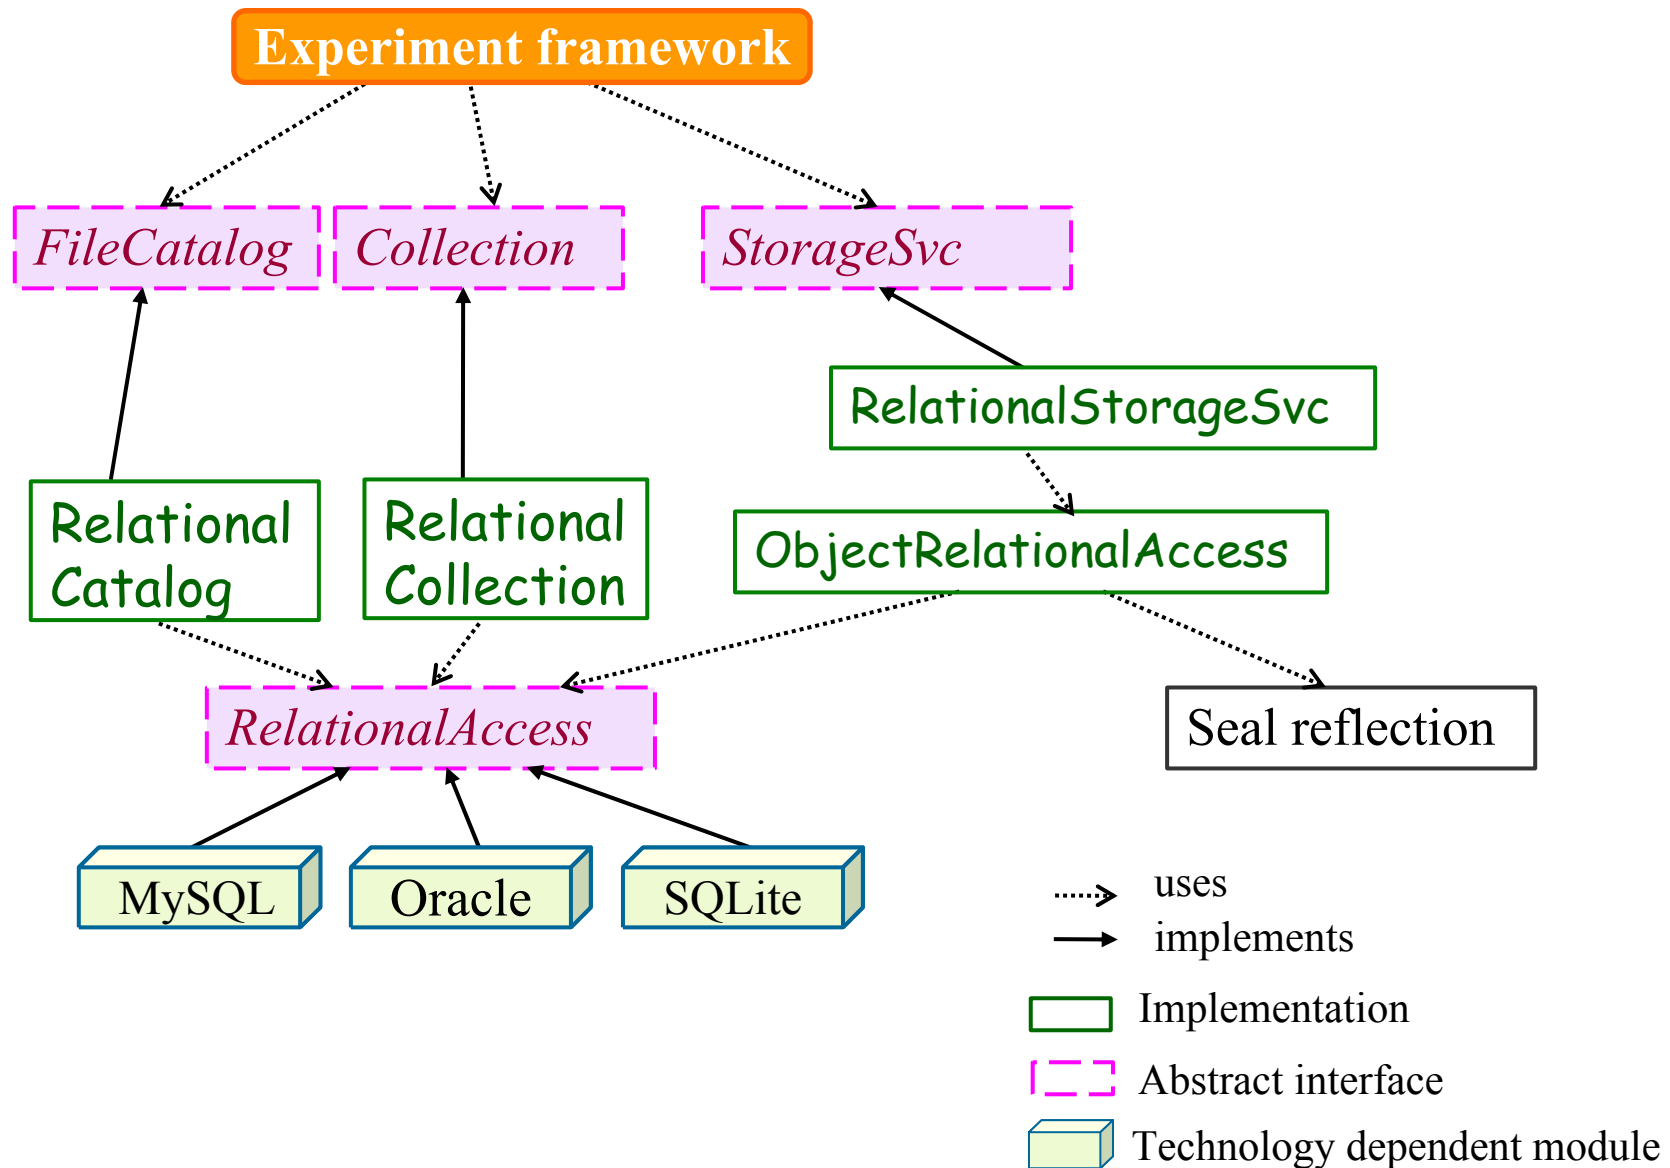 Experiment framework
FileCatalog
Collection
StorageSvc
RelationalStorageSvc
Relational
Catalog
Relational
Collection
ObjectRelationalAccess
RelationalAccess
Seal reflection
MySQL
Oracle
SQLite
uses
implements
Implementation
Abstract interface
Technology dependent module